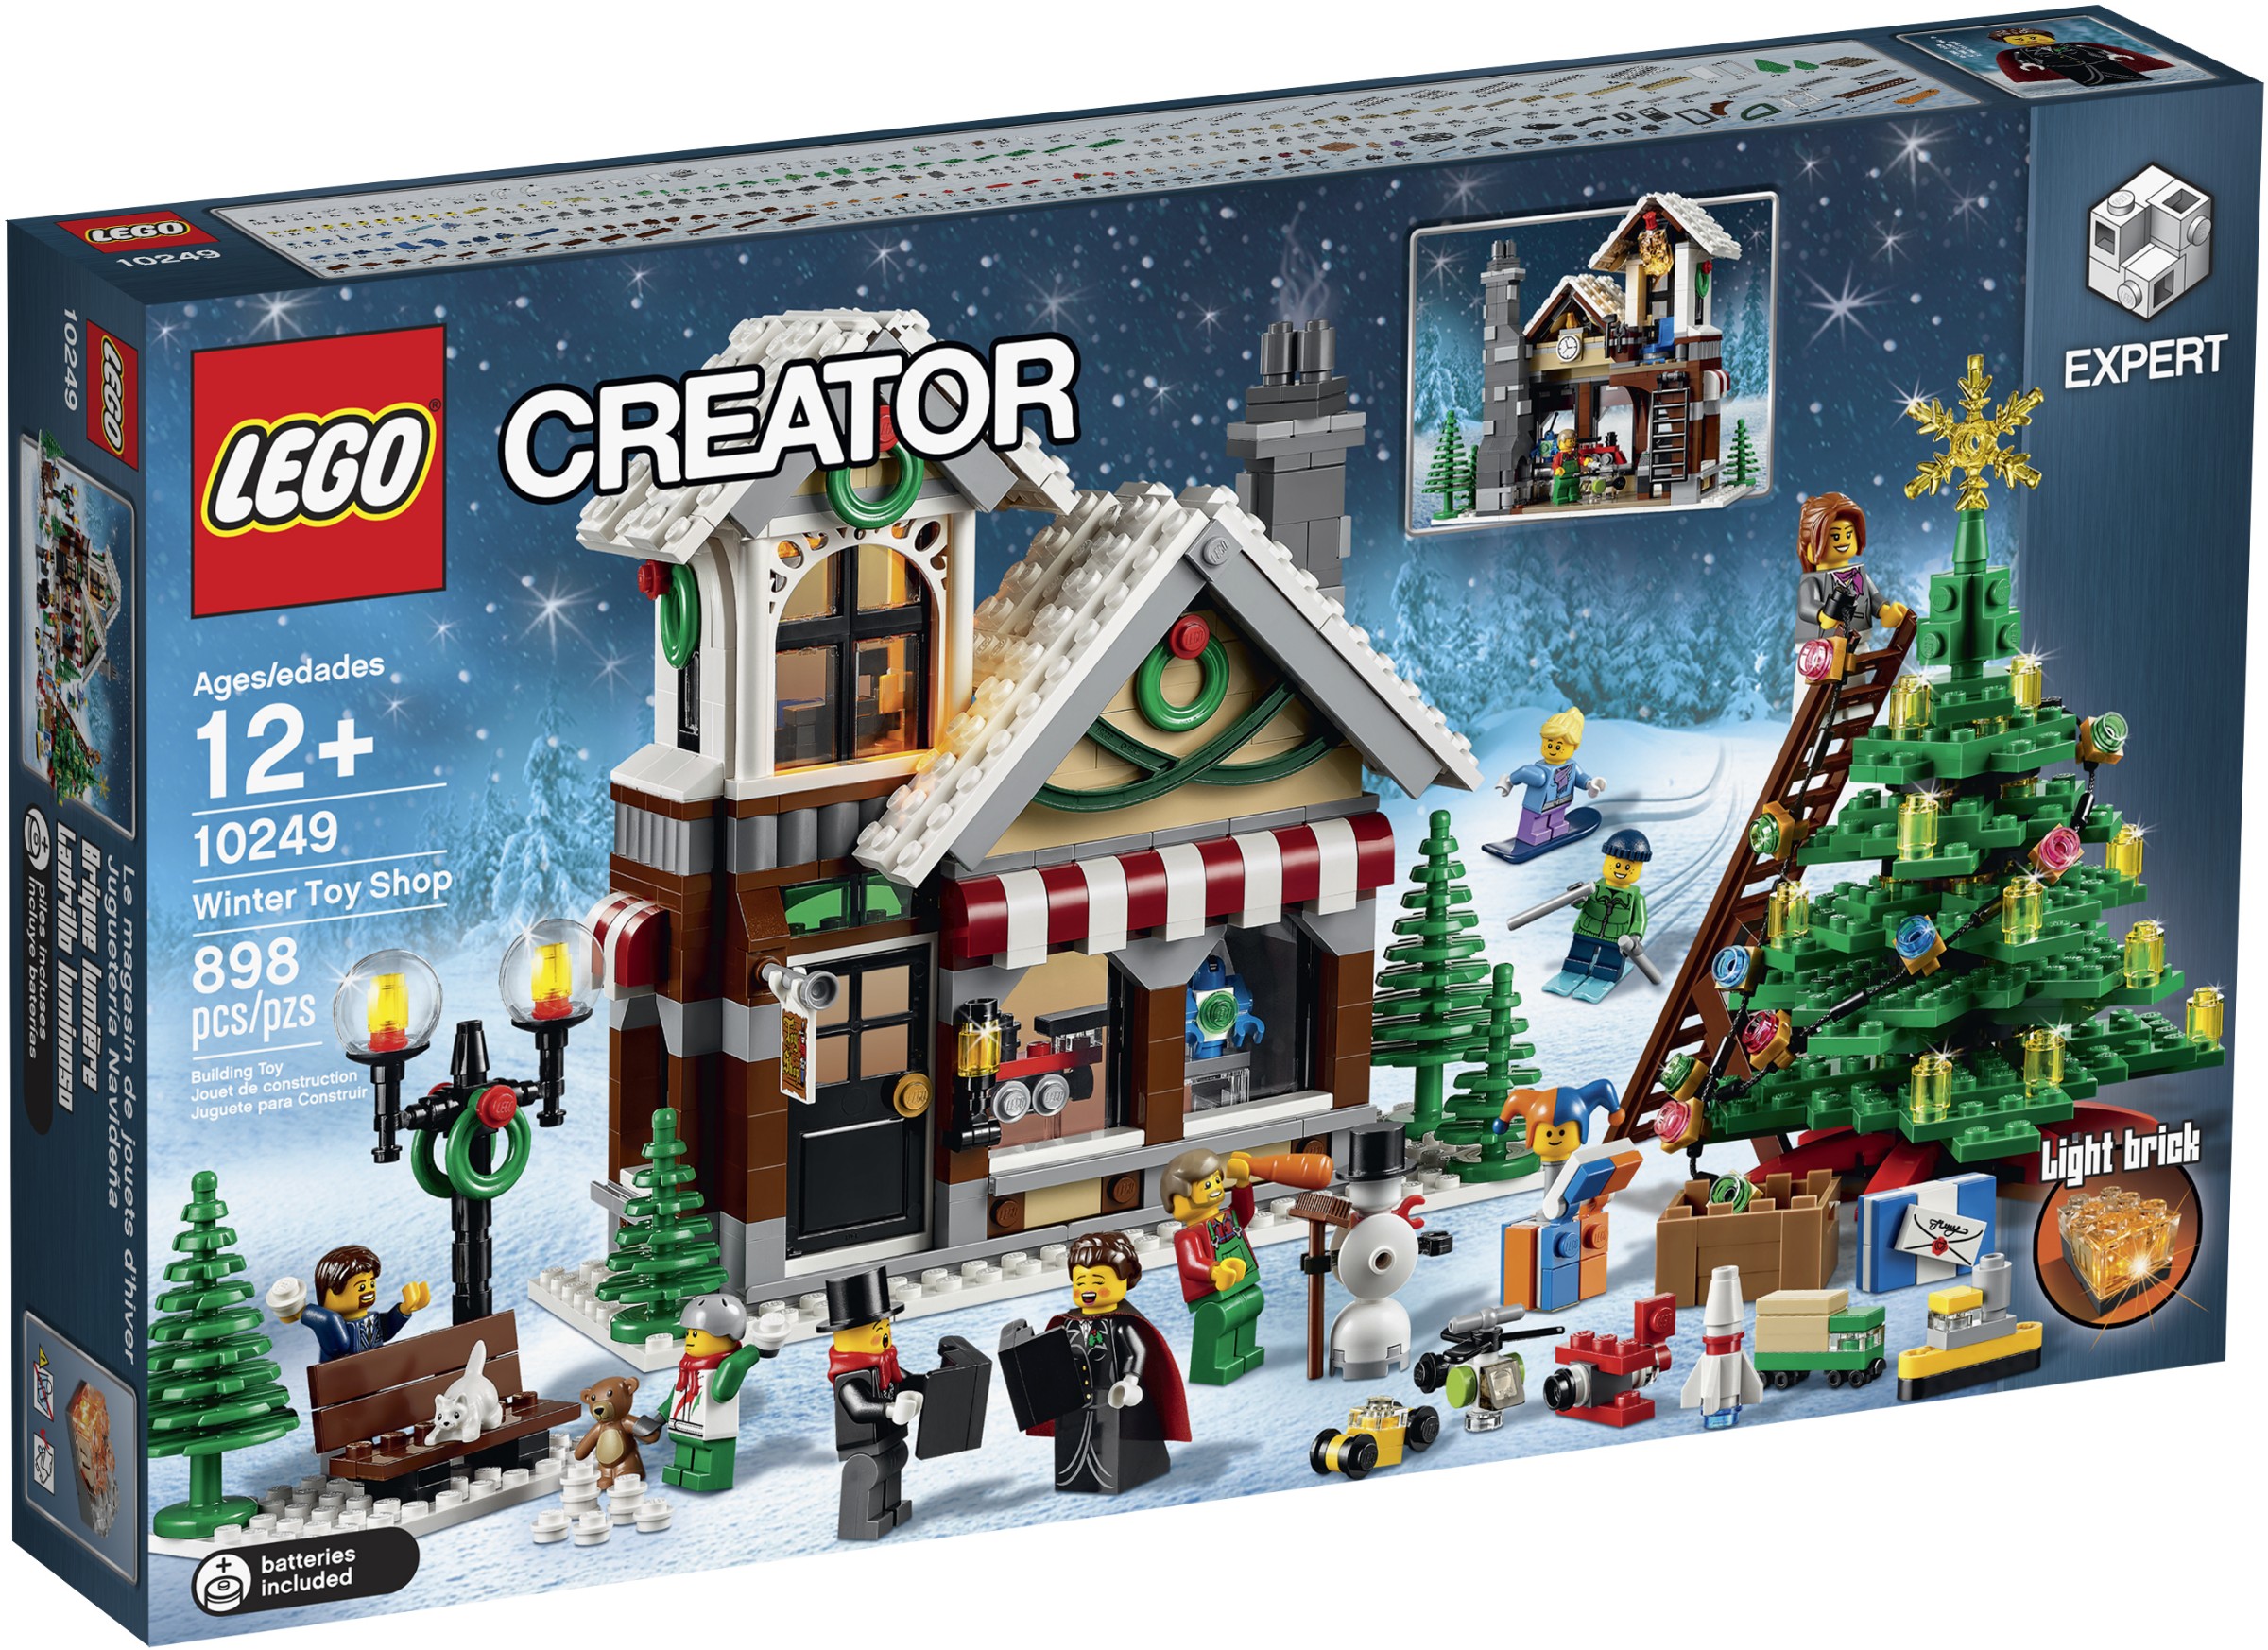 LEGO
10249
LEGO
10249
LEGO®
CREATOR
EXPERT
Ages/edades
12+
10249
Winter Toy Shop
898
pcs/pzs
Building Toy
Jouet de construction
Juguete para Construir
Light brick
batteries
included
Le magasin de jouets d'hiver
Juguetería Navideña
Brique lumière
Ladrillo luminoso
piles incluses
incluye baterías